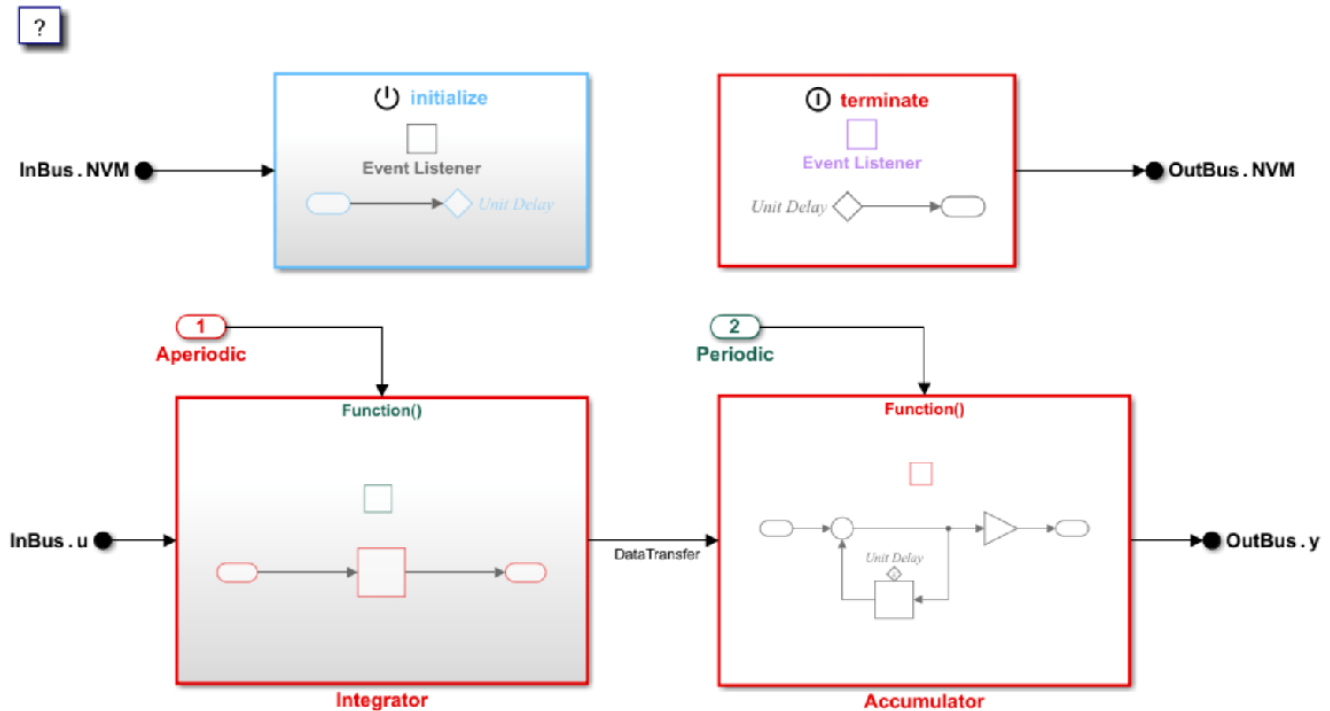 ?
initialize
Event Listener
Unit Delay
InBus.NVM
terminate
Event Listener
Unit Delay
OutBus.NVM
1
Aperiodic
2
Periodic
Function()
InBus.u
Integrator
DataTransfer
Function()
Unit Delay
Accumulator
OutBus.y